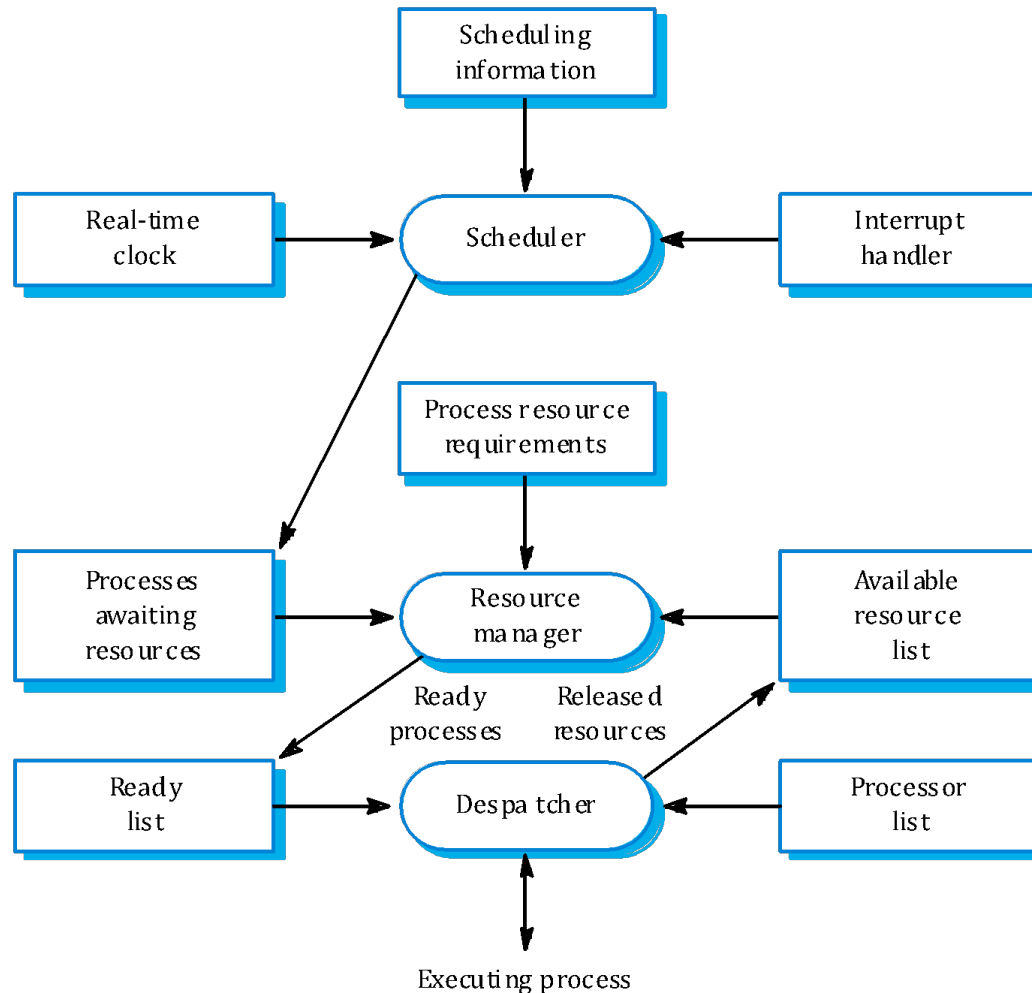 Scheduling
information
Real-time
clock
Scheduler
Interrupt
handler
Process resource
requirements
Processes
awaiting
resources
Resource
manager
Available
resource
list
Ready
processes
Released
resources
Ready
list
Despatcher
Processor
list
Executing process